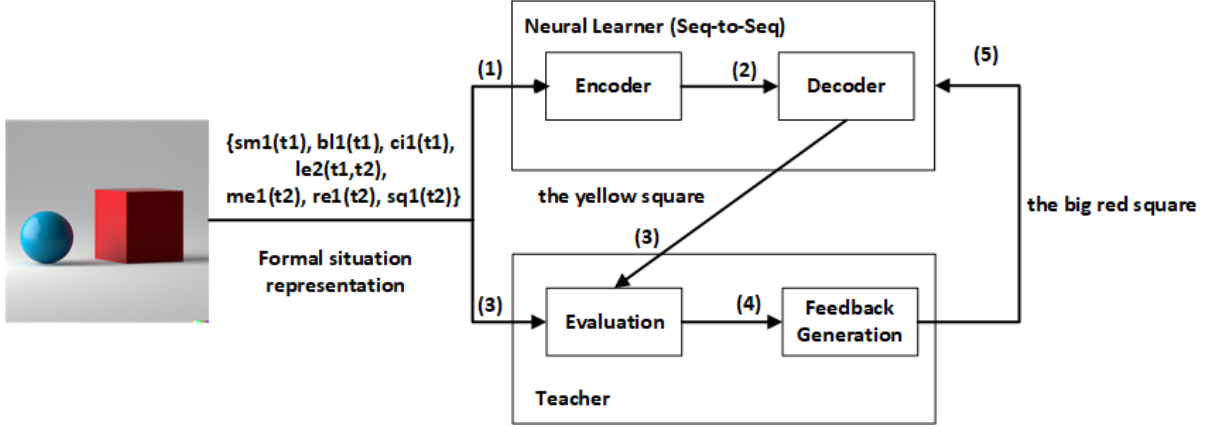 Neural Learner (Seq-to-Seq)
(1)
Encoder
(2)
Decoder
(5)
{sm1(t1), bl1(t1), ci1(t1),
le2(t1,t2),
me1(t2), re1(t2), sq1(t2)}
Formal situation
representation
the yellow square
(3)
the big red square
(3)
Evaluation
(4)
Feedback
Generation
Teacher